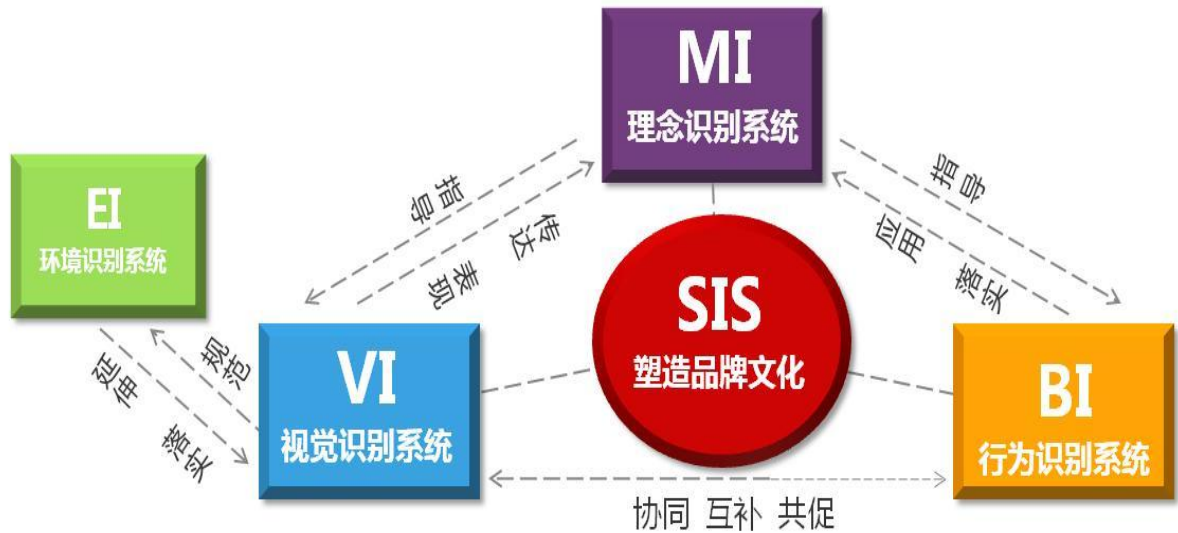 MI
理念识别系统
EI
环境识别系统
指导
传达
表现
指导
应用
落实
SIS
塑造品牌文化
规范
延伸
落实
VI
视觉识别系统
BI
行为识别系统
协同 互补 共促